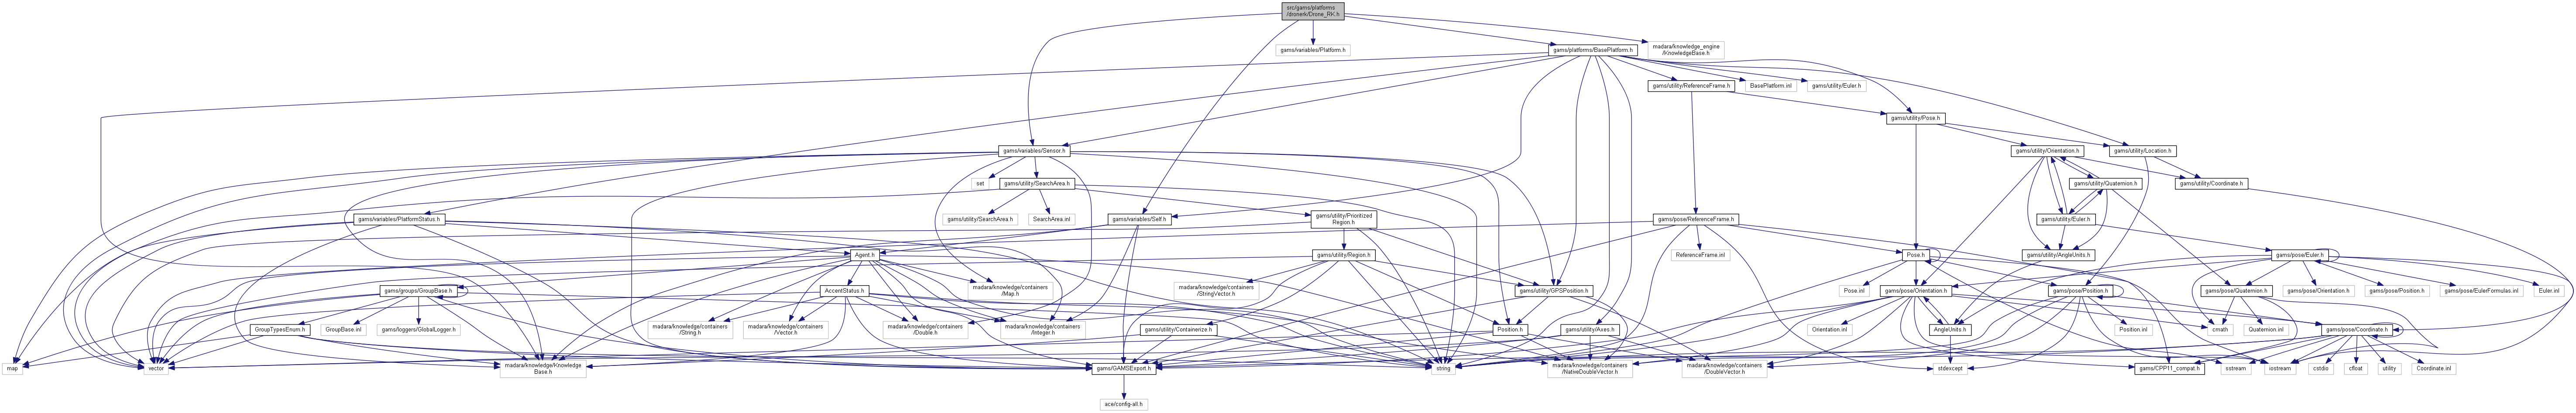 src/gams/platforms
/dronerk/Drone_RK.h
gams/variables/Platform.h
gams/platforms/BasePlatform.h
madara/knowledge_engine
/KnowledgeBase.h
gams/utility/ReferenceFrame.h
BasePlatform.inl
gams/utility/Euler.h
gams/utility/Pose.h
gams/variables/Sensor.h
gams/utility/Orientation.h
gams/utility/Location.h
set
gams/utility/SearchArea.h
gams/utility/Quaternion.h
gams/utility/Coordinate.h
gams/variables/PlatformStatus.h
gams/utility/SearchArea.h
SearchArea.inl
gams/variables/Self.h
gams/utility/Prioritized
Region.h
gams/pose/ReferenceFrame.h
gams/utility/Euler.h
Agent.h
gams/utility/Region.h
ReferenceFrame.inl
Pose.h
gams/utility/AngleUnits.h
gams/pose/Euler.h
gams/groups/GroupBase.h
AccentStatus.h
madara/knowledge/containers
/Map.h
madara/knowledge/containers
/StringVector.h
gams/utility/GPSPosition.h
Pose.inl
gams/pose/Orientation.h
gams/pose/Position.h
gams/pose/Quaternion.h
gams/pose/Orientation.h
gams/pose/Position.h
gams/pose/EulerFormulas.inl
Euler.inl
GroupTypesEnum.h
GroupBase.inl
gams/loggers/GlobalLogger.h
madara/knowledge/containers
/String.h
madara/knowledge/containers
/Vector.h
madara/knowledge/containers
/Double.h
madara/knowledge/containers
/Integer.h
gams/utility/Containerize.h
Position.h
gams/utility/Axes.h
Orientation.inl
AngleUnits.h
Position.inl
cmath
Quaternion.inl
gams/pose/Coordinate.h
map
vector
madara/knowledge/Knowledge
Base.h
gams/GAMSExport.h
string
madara/knowledge/containers
/NativeDoubleVector.h
madara/knowledge/containers
/DoubleVector.h
stdexcept
gams/CPP11_compat.h
sstream
iostream
cstdio
cfloat
utility
Coordinate.inl
ace/config-all.h